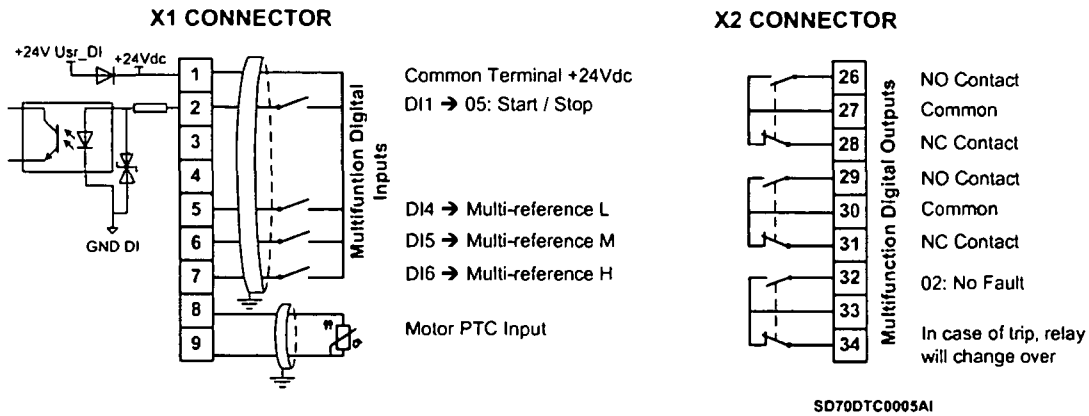 X1 CONNECTOR
+24V Usr_DI
+24Vdc
GND DI
1
2
3
4
5
6
7
8
9
Multifuntion Digital
Inputs
Common Terminal +24Vdc
DI1 → 05: Start / Stop
DI4 → Multi-reference L
DI5 → Multi-reference M
DI6 → Multi-reference H
Motor PTC Input
X2 CONNECTOR
26
27
28
29
30
31
32
33
34
Multifunction Digital Outputs
NO Contact
Common
NC Contact
NO Contact
Common
NC Contact
02: No Fault
In case of trip, relay
will change over
SD70DTC0005AI